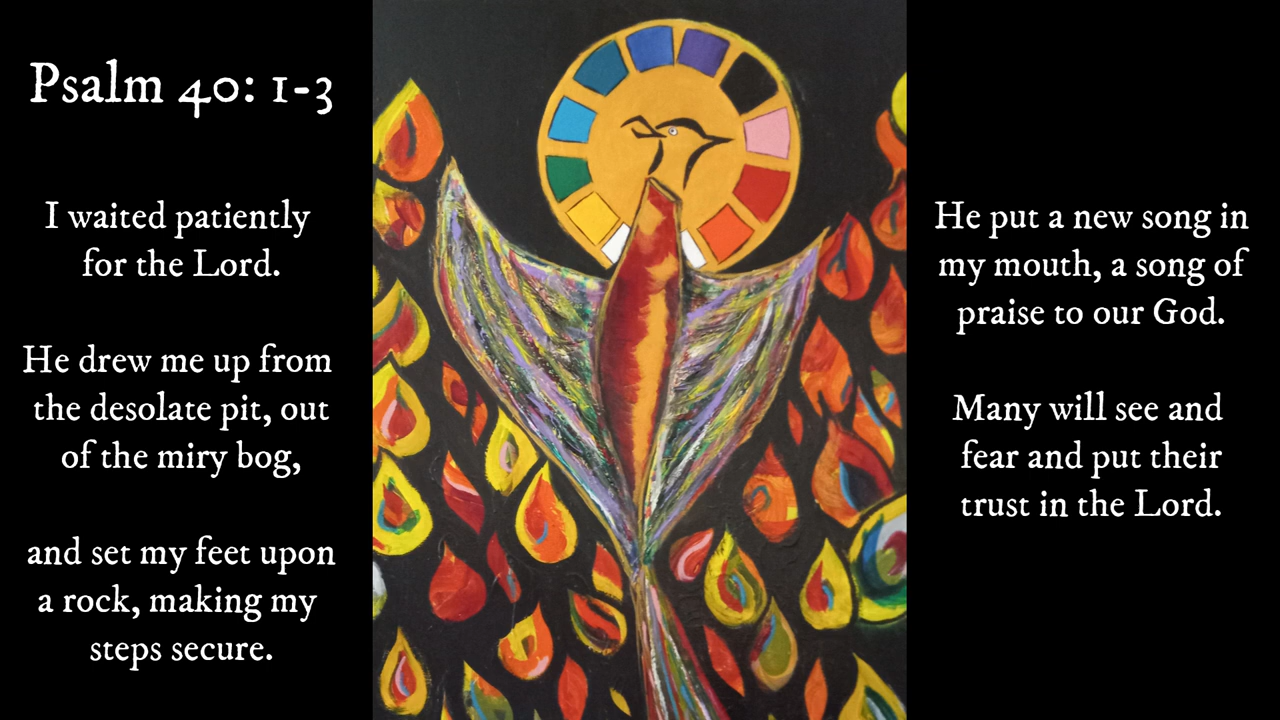 Psalm 40: 1-3
I waited patiently
for the Lord.
He drew me up from
the desolate pit, out
of the miry bog,
and set my feet upon
a rock, making my
steps secure.
He put a new song in
my mouth, a song of
praise to our God.
Many will see and
fear and put their
trust in the Lord.